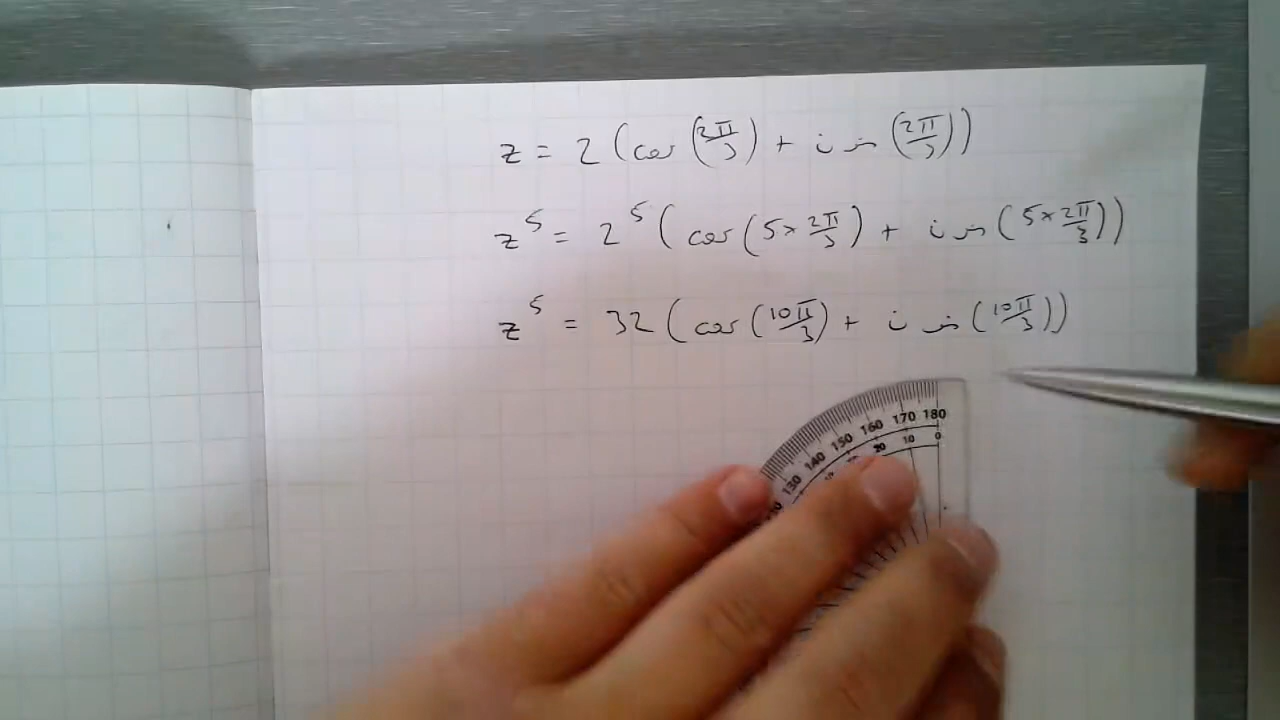 z = 2 (cos (2π/3) + i sin (2π/3))
z^5 = 2^5 (cos (5 × 2π/3) + i sin (5 × 2π/3))
z^5 = 32 (cos (10π/3) + i sin (10π/3))
130 140 150 160 170 180
20 10 0